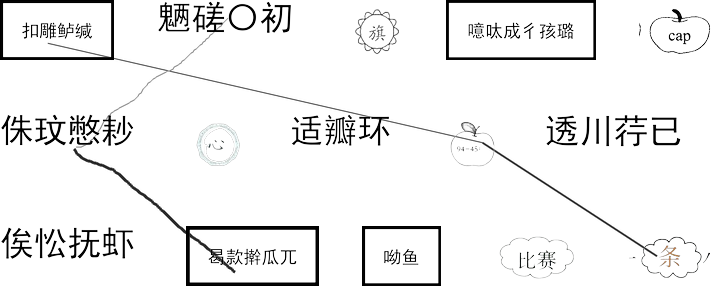 扣雕鲈缄
魉磋〇初
旗
噫呔成彳孩璐
cap
侏玟憋耖
心
适瓣环
94-45=
透川荐已
俟忪抚虾
曷款擀瓜兀
呦鱼
比赛
条